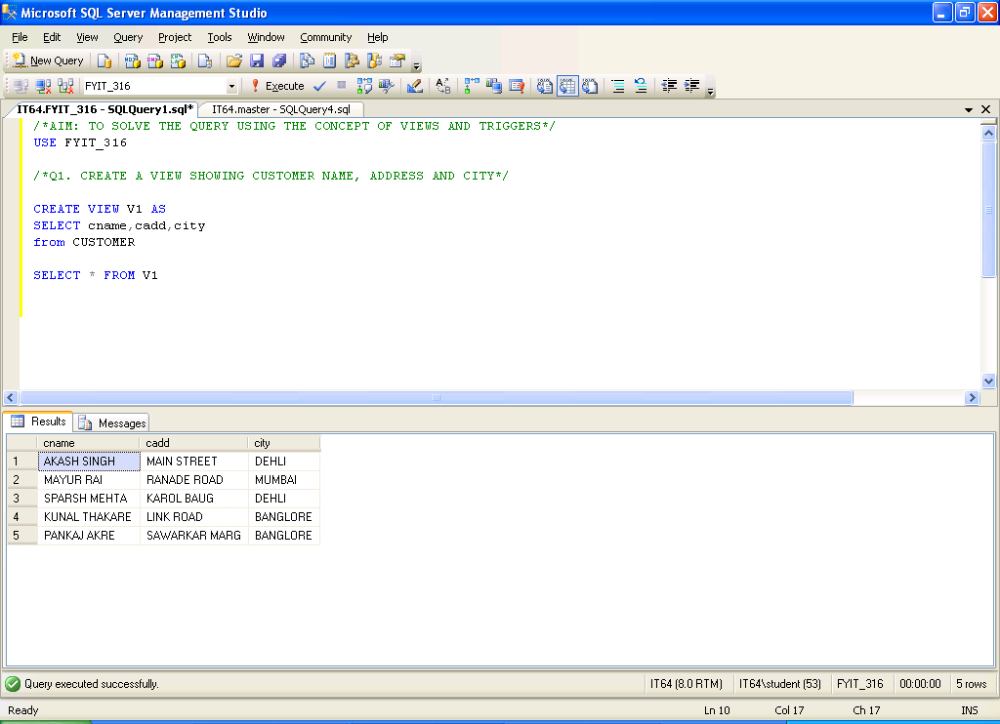 Microsoft SQL Server Management Studio
File Edit View Query Project Tools Window Community Help
New Query
FYIT_316 Execute
IT64.FYIT_316 - SQLQuery1.sql* IT64.master - SQLQuery4.sql
/*AIM: TO SOLVE THE QUERY USING THE CONCEPT OF VIEWS AND TRIGGERS*/
USE FYIT_316
/*Q1. CREATE A VIEW SHOWING CUSTOMER NAME, ADDRESS AND CITY*/
CREATE VIEW V1 AS
SELECT cname,cadd,city
from CUSTOMER
SELECT * FROM V1
Results Messages
cname cadd city
1 AKASH SINGH MAIN STREET DEHLI
2 MAYUR RAI RANADE ROAD MUMBAI
3 SPARSH MEHTA KAROL BAUG DEHLI
4 KUNAL THAKARE LINK ROAD BANGLORE
5 PANKAJ AKRE SAWARKAR MARG BANGLORE
Query executed successfully. IT64 (8.0 RTM) IT64\student (53) FYIT_316 00:00:00 5 rows
Ready Ln 10 Col 17 Ch 17 INS